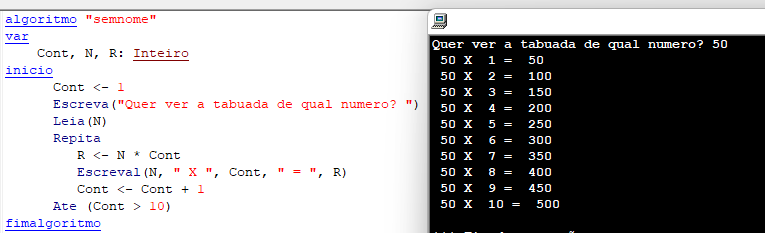 algoritmo "semnome"
var
Cont, N, R: Inteiro
inicio
Cont <- 1
Escreva("Quer ver a tabuada de qual numero? ")
Leia(N)
Repita
R <- N * Cont
Escreval(N, " X ", Cont, " = ", R)
Cont <- Cont + 1
Ate (Cont > 10)
fimalgoritmo
Quer ver a tabuada de qual numero? 50
50 X 1 = 50
50 X 2 = 100
50 X 3 = 150
50 X 4 = 200
50 X 5 = 250
50 X 6 = 300
50 X 7 = 350
50 X 8 = 400
50 X 9 = 450
50 X 10 = 500